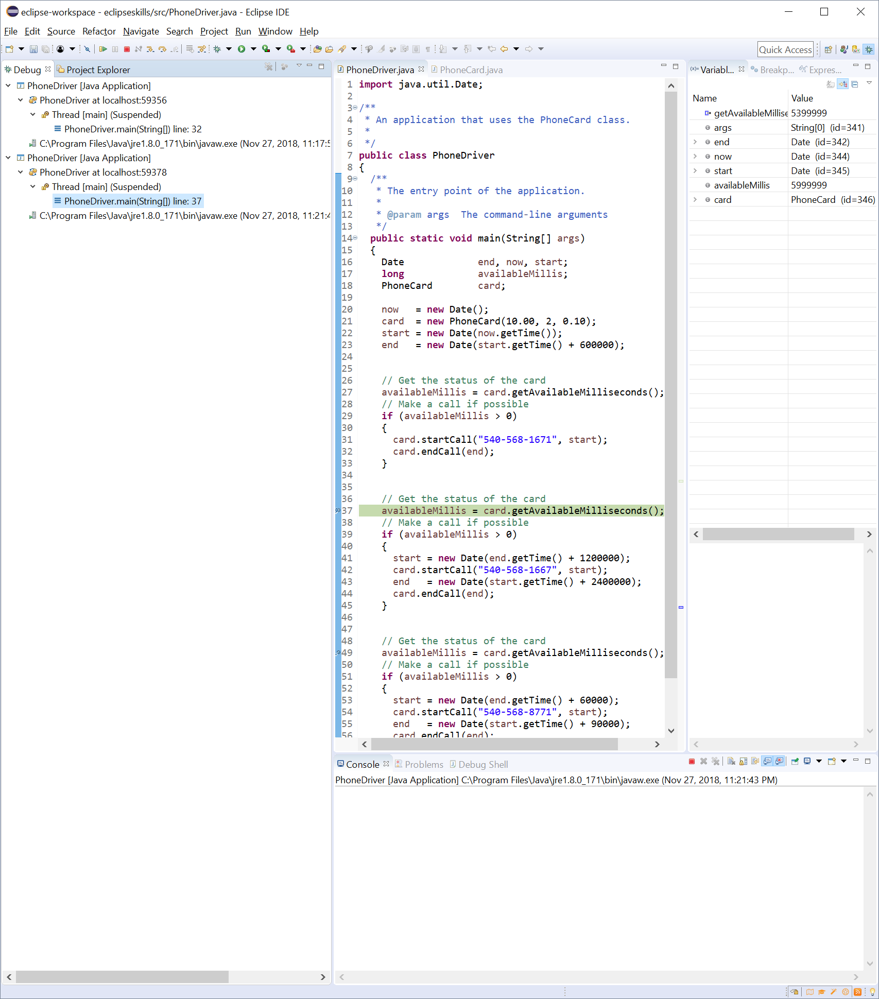 eclipse-workspace - eclipseskills/src/PhoneDriver.java - Eclipse IDE
File Edit Source Refactor Navigate Search Project Run Window Help
Quick Access
Debug Project Explorer
PhoneDriver [Java Application]
PhoneDriver at localhost:59356
Thread [main] (Suspended)
PhoneDriver.main(String[]) line: 32
C:\Program Files\Java\jre1.8.0_171\bin\javaw.exe (Nov 27, 2018, 11:17:5
PhoneDriver [Java Application]
PhoneDriver at localhost:59378
Thread [main] (Suspended)
PhoneDriver.main(String[]) line: 37
C:\Program Files\Java\jre1.8.0_171\bin\javaw.exe (Nov 27, 2018, 11:21:4
PhoneDriver.java PhoneCard.java
1 import java.util.Date;
2
3 /**
4 * An application that uses the PhoneCard class.
5 *
6 */
7 public class PhoneDriver
8 {
9 /**
10 * The entry point of the application.
11 *
12 * @param args The command-line arguments
13 */
14 public static void main(String[] args)
15 {
16 Date end, now, start;
17 long availableMillis;
18 PhoneCard card;
19
20 now = new Date();
21 card = new PhoneCard(10.00, 2, 0.10);
22 start = new Date(now.getTime());
23 end = new Date(start.getTime() + 600000);
24
25
26 // Get the status of the card
27 availableMillis = card.getAvailableMilliseconds();
28 // Make a call if possible
29 if (availableMillis > 0)
30 {
31 card.startCall("540-568-1671", start);
32 card.endCall(end);
33 }
34
35
36 // Get the status of the card
37 availableMillis = card.getAvailableMilliseconds();
38 // Make a call if possible
39 if (availableMillis > 0)
40 {
41 start = new Date(end.getTime() + 1200000);
42 card.startCall("540-568-1667", start);
43 end = new Date(start.getTime() + 2400000);
44 card.endCall(end);
45 }
46
47
48 // Get the status of the card
49 availableMillis = card.getAvailableMilliseconds();
50 // Make a call if possible
51 if (availableMillis > 0)
52 {
53 start = new Date(end.getTime() + 60000);
54 card.startCall("540-568-8771", start);
55 end = new Date(start.getTime() + 90000);
56 card.endCall(end);
Variabl... Breakp... Expres...
Name Value
getAvailableMillise 5399999
args String[0] (id=341)
end Date (id=342)
now Date (id=344)
start Date (id=345)
availableMillis 5999999
card PhoneCard (id=346)
Console Problems Debug Shell
PhoneDriver [Java Application] C:\Program Files\Java\jre1.8.0_171\bin\javaw.exe (Nov 27, 2018, 11:21:43 PM)